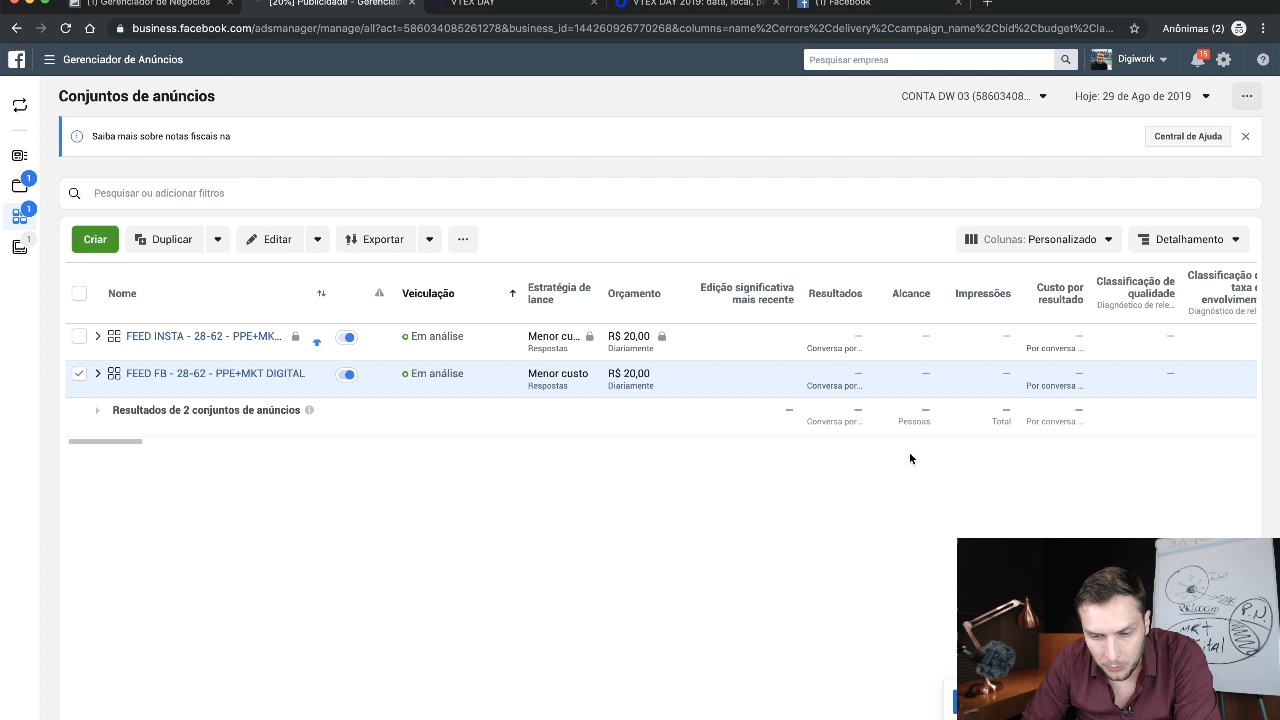 (1) Gerenciador de Negócios
[20%] Publicidade - Gerenciad
VTEX DAY
VTEX DAY 2019: data, local, p
(1) Facebook
business.facebook.com/adsmanager/manage/all?act=586034085261278&business_id=144260926770268&columns=name%2Cerrors%2Cdelivery%2Ccampaign_name%2Cbid%2Cbudget%2Cla...
Anônimas (2)
Gerenciador de Anúncios
Pesquisar empresa
Digiwork
15
Conjuntos de anúncios
CONTA DW 03 (58603408...
Hoje: 29 de Ago de 2019
Saiba mais sobre notas fiscais na
Central de Ajuda
1
1
1
Pesquisar ou adicionar filtros
Criar
Duplicar
Editar
Exportar
Colunas: Personalizado
Detalhamento
Nome
Veiculação
Estratégia de
lance
Orçamento
Edição significativa
mais recente
Resultados
Alcance
Impressões
Custo por
resultado
Classificação de
qualidade
Diagnóstico de rele...
Classificação d
taxa d
envolvimen
Diagnóstico de rel
FEED INSTA - 28-62 - PPE+MK...
Em análise
Menor cu...
Respostas
R$ 20,00
Diariamente
—
Conversa por...
—
—
—
Por conversa ...
—
FEED FB - 28-62 - PPE+MKT DIGITAL
Em análise
Menor custo
Respostas
R$ 20,00
Diariamente
—
Conversa por...
—
—
—
Por conversa ...
—
Resultados de 2 conjuntos de anúncios
—
—
Conversa por...
—
Pessoas
—
Total
—
Por conversa ...
P.N.
MKT